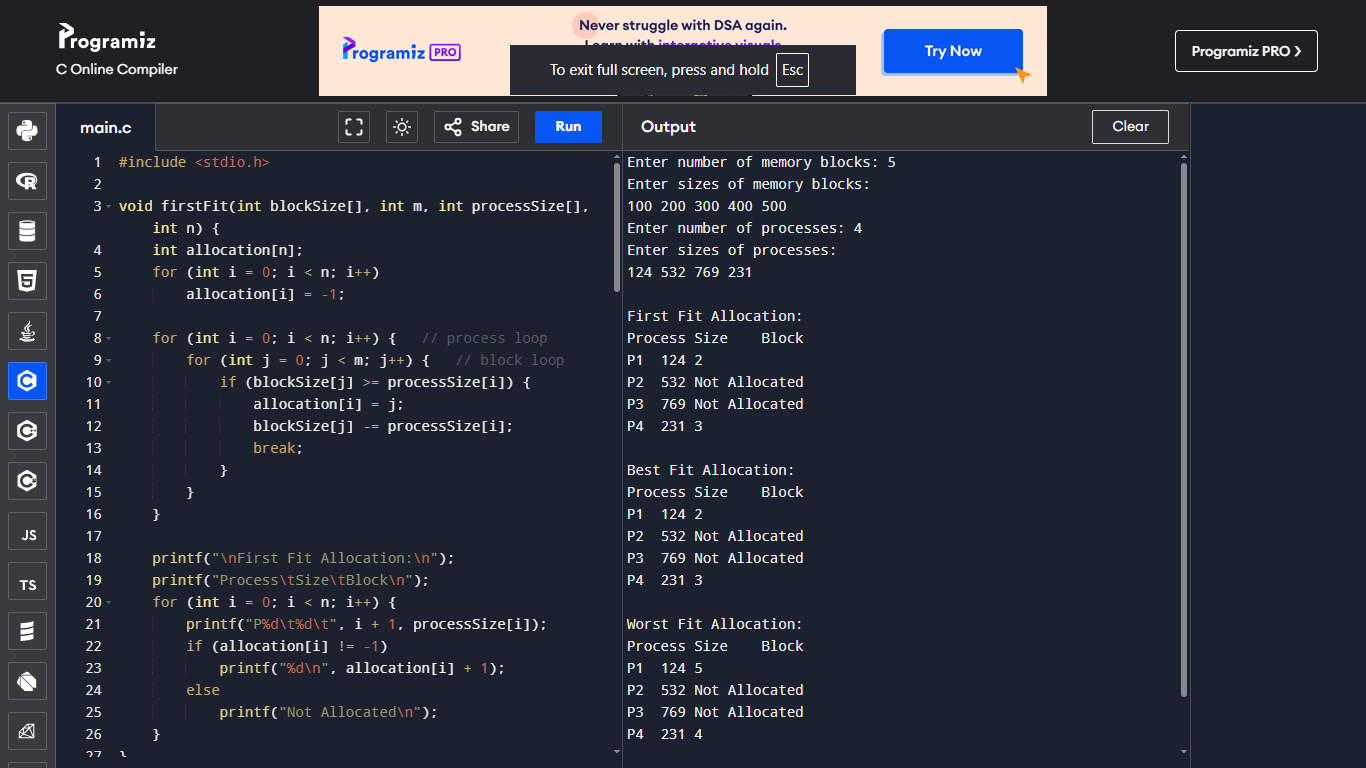 Programiz
C Online Compiler
Never struggle with DSA again.
Programiz PRO
Try Now
To exit full screen, press and hold Esc
Programiz PRO ❯
main.c
Share
Run
Output
Clear
JS
TS
1 #include <stdio.h>
2
3 void firstFit(int blockSize[], int m, int processSize[],
int n) {
4 int allocation[n];
5 for (int i = 0; i < n; i++)
6 allocation[i] = -1;
7
8 for (int i = 0; i < n; i++) { // process loop
9 for (int j = 0; j < m; j++) { // block loop
10 if (blockSize[j] >= processSize[i]) {
11 allocation[i] = j;
12 blockSize[j] -= processSize[i];
13 break;
14 }
15 }
16 }
17
18 printf("\nFirst Fit Allocation:\n");
19 printf("Process\tSize\tBlock\n");
20 for (int i = 0; i < n; i++) {
21 printf("P%d\t%d\t", i + 1, processSize[i]);
22 if (allocation[i] != -1)
23 printf("%d\n", allocation[i] + 1);
24 else
25 printf("Not Allocated\n");
26 }
27 }
Enter number of memory blocks: 5
Enter sizes of memory blocks:
100 200 300 400 500
Enter number of processes: 4
Enter sizes of processes:
124 532 769 231
First Fit Allocation:
Process Size Block
P1 124 2
P2 532 Not Allocated
P3 769 Not Allocated
P4 231 3
Best Fit Allocation:
Process Size Block
P1 124 2
P2 532 Not Allocated
P3 769 Not Allocated
P4 231 3
Worst Fit Allocation:
Process Size Block
P1 124 5
P2 532 Not Allocated
P3 769 Not Allocated
P4 231 4